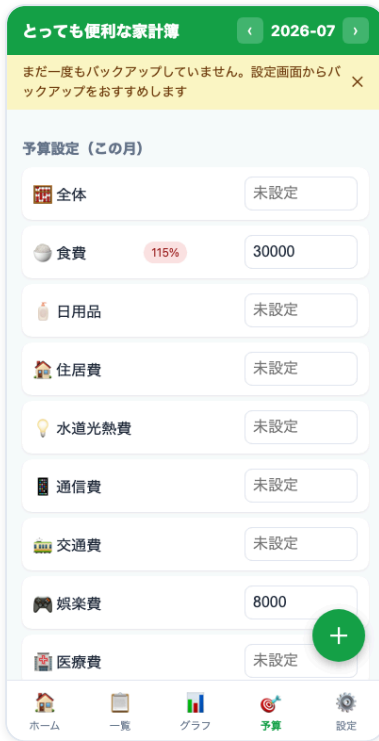 とっても便利な家計簿
‹ 2026-07 ›
まだ一度もバックアップしていません。設定画面からバ
ックアップをおすすめします ×
予算設定（この月）
全体 未設定
食費 115% 30000
日用品 未設定
住居費 未設定
水道光熱費 未設定
通信費 未設定
交通費 未設定
娯楽費 8000
医療費 未設定
+
ホーム 一覧 グラフ 予算 設定